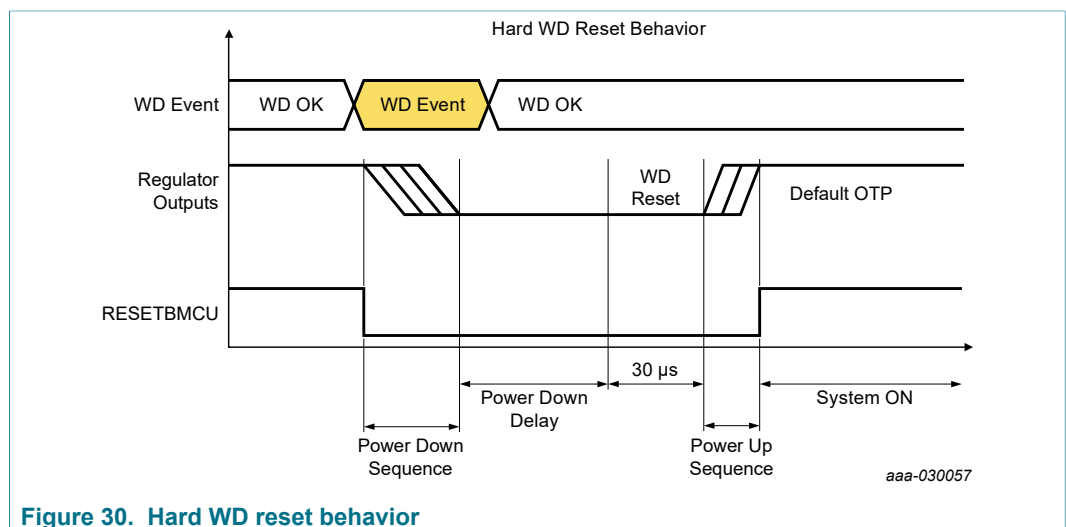 Hard WD Reset Behavior
WD Event
WD OK
WD Event
WD OK
Regulator
Outputs
WD
Reset
Default OTP
RESETBMCU
30 µs
Power Down
Delay
System ON
Power Down
Sequence
Power Up
Sequence
aaa-030057
Figure 30. Hard WD reset behavior